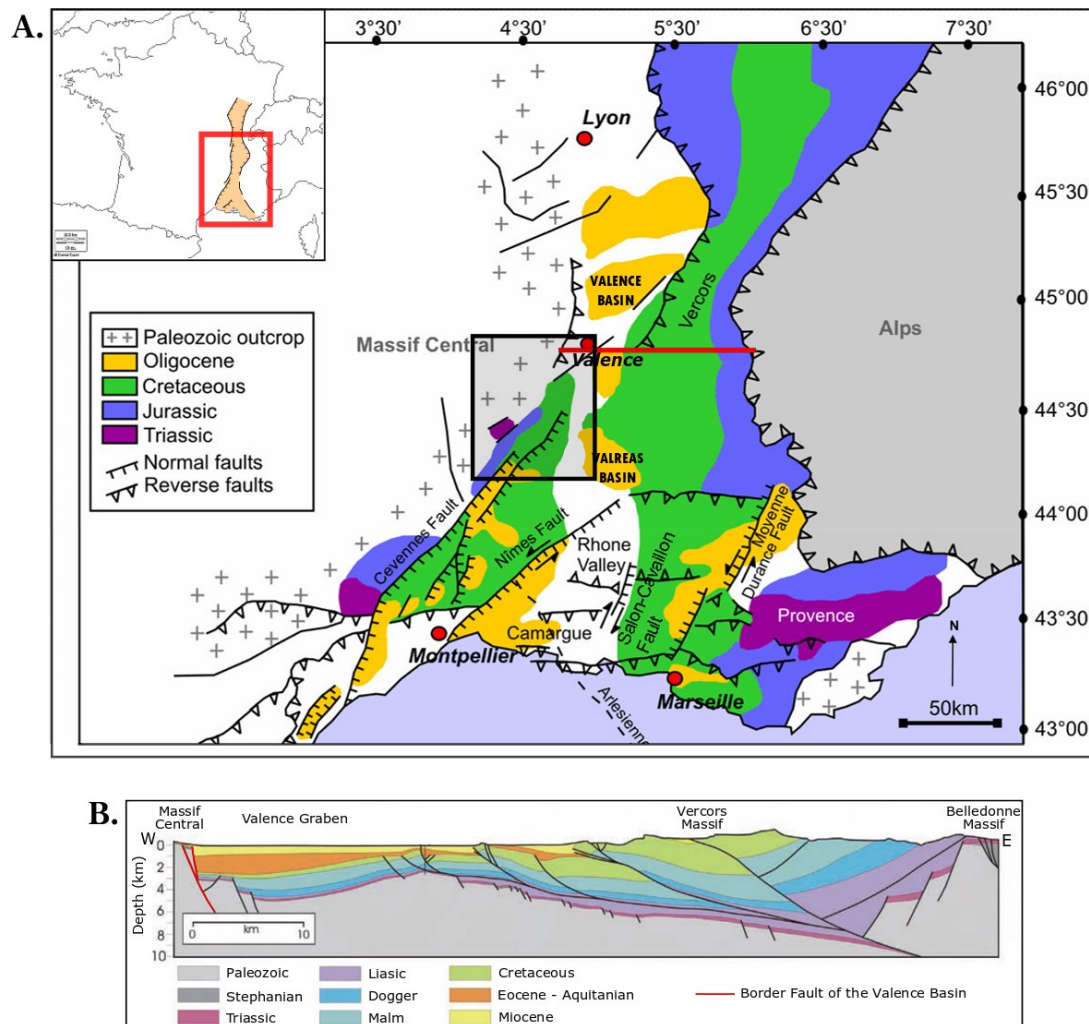 A.
3°30'
4°30'
5°30
6°30
7°30
46°00
45°30
45°00
44°30
44°00
43°30
43°00
Lyon
VALENCE
BASIN
Vercors
Alps
Massif Central
Valence
Paleozoic outcrop
Oligocene
Cretaceous
Jurassic
Triassic
Normal faults
Reverse faults
VALREAS
BASIN
Cevennes Fault
Nîmes Fault
Rhone
Valley
Salon-Cavaillon
Fault
Moyenne
Durance Fault
Provence
Camargue
Montpellier
Marseille
Arlesienne
N
50km
B.
Massif
Central
Valence Graben
Vercors
Massif
Belledonne
Massif
W
E
Depth (km)
0
2
4
6
8
10
0 km 10
Paleozoic
Liasic
Cretaceous
Stephanian
Dogger
Eocene - Aquitanian
Border Fault of the Valence Basin
Triassic
Malm
Miocene